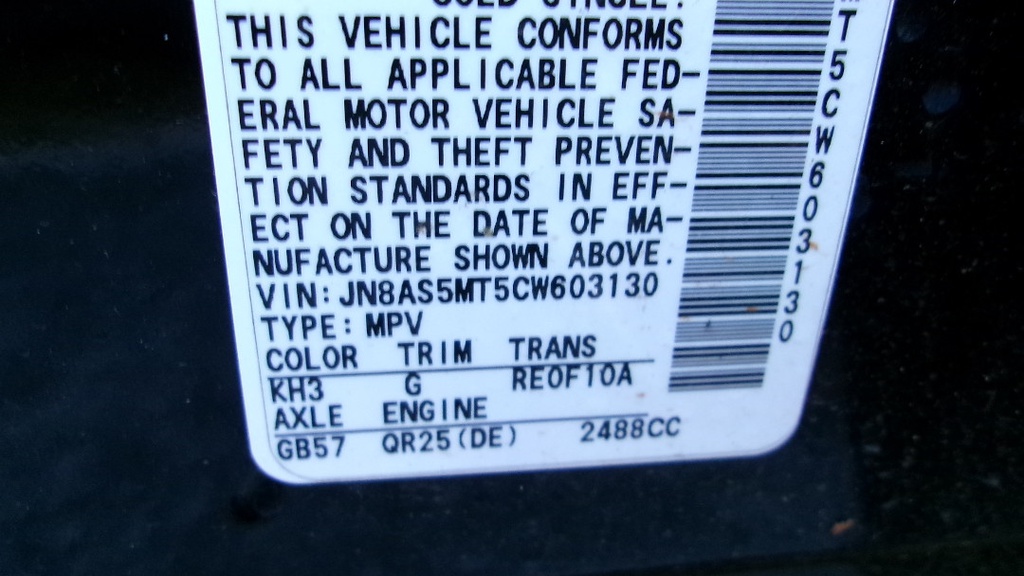 THIS VEHICLE CONFORMS
TO ALL APPLICABLE FED-
ERAL MOTOR VEHICLE SA-
FETY AND THEFT PREVEN-
TION STANDARDS IN EFF-
ECT ON THE DATE OF MA-
NUFACTURE SHOWN ABOVE.
VIN: JN8AS5MT5CW603130
TYPE: MPV
COLOR TRIM TRANS
KH3 G RE0F10A
AXLE ENGINE
GB57 QR25(DE) 2488CC
T5CW603130